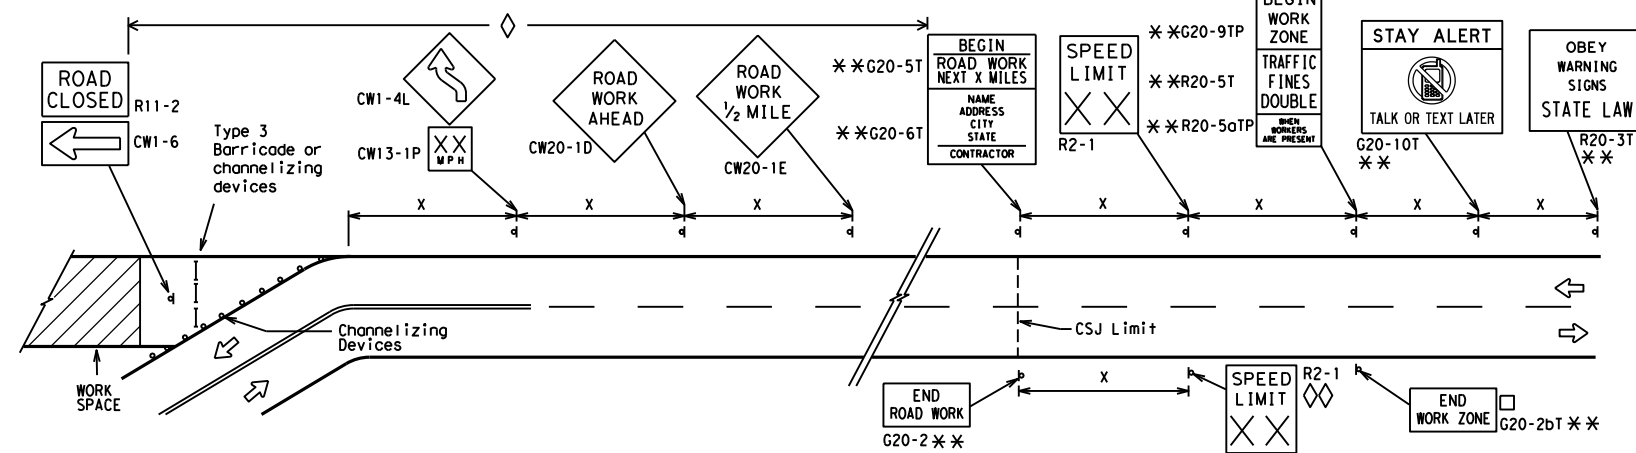 ROAD
CLOSED
R11-2
CW1-6
Type 3
Barricade or
channelizing
devices
CW1-4L
CW13-1P
XX
MPH
ROAD
WORK
AHEAD
CW20-1D
ROAD
WORK
1/2 MILE
CW20-1E
**G20-5T
**G20-6T
BEGIN
ROAD WORK
NEXT X MILES
NAME
ADDRESS
CITY
STATE
CONTRACTOR
SPEED
LIMIT
XX
R2-1
**G20-9TP
**R20-5T
**R20-5aTP
BEGIN
WORK
ZONE
TRAFFIC
FINES
DOUBLE
WHEN
WORKERS
ARE PRESENT
STAY ALERT
TALK OR TEXT LATER
G20-10T
**
OBEY
WARNING
SIGNS
STATE LAW
R20-3T
**
X
X
X
X
X
X
X
Channelizing
Devices
WORK
SPACE
CSJ Limit
END
ROAD WORK
G20-2**
X
SPEED
LIMIT
XX
R2-1
END
WORK ZONE
G20-2bT**